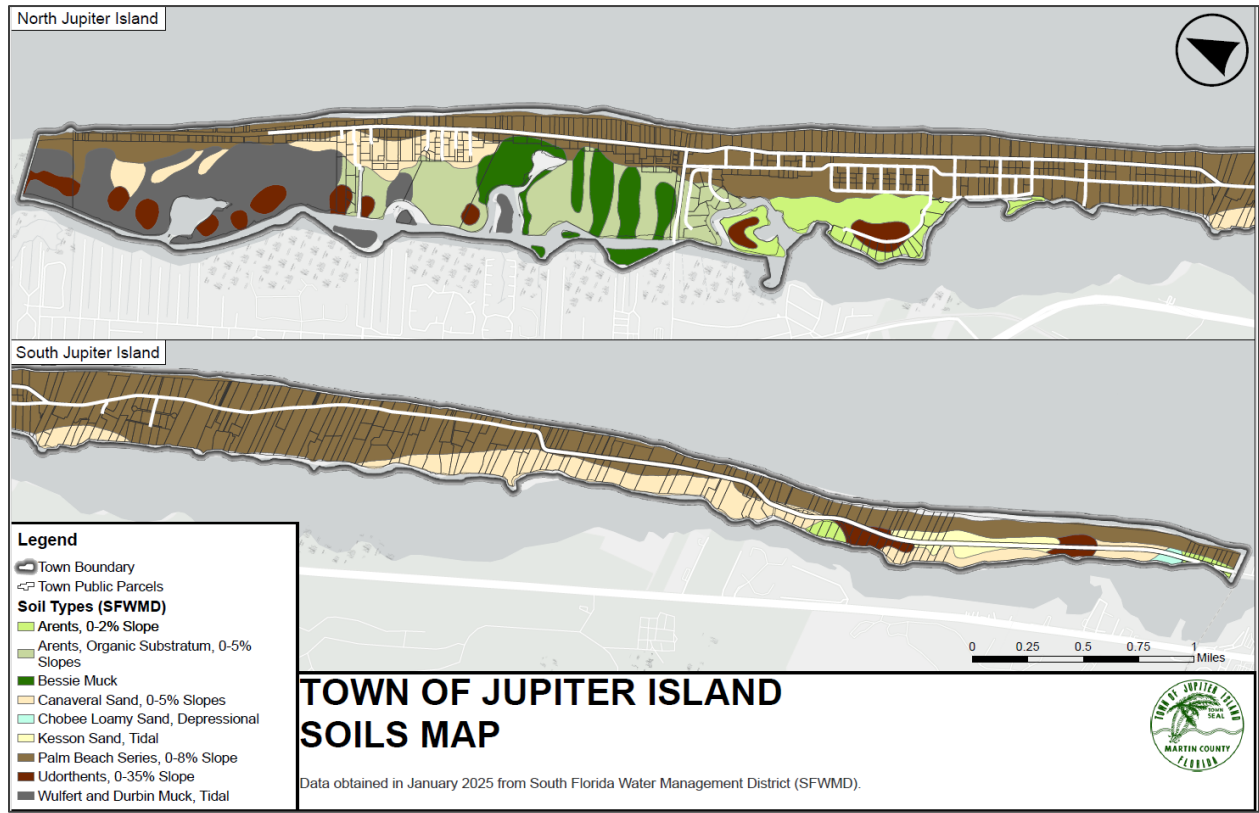 North Jupiter Island
South Jupiter Island
Legend
Town Boundary
Town Public Parcels
Soil Types (SFWMD)
Arents, 0-2% Slope
Arents, Organic Substratum, 0-5%
Slopes
Bessie Muck
Canaveral Sand, 0-5% Slopes
Chobee Loamy Sand, Depressional
Kesson Sand, Tidal
Palm Beach Series, 0-8% Slope
Udorthents, 0-35% Slope
Wulfert and Durbin Muck, Tidal
0 0.25 0.5 0.75 1
Miles
TOWN OF JUPITER ISLAND
SOILS MAP
Data obtained in January 2025 from South Florida Water Management District (SFWMD).
TOWN OF JUPITER ISLAND
TOWN
SEAL
MARTIN COUNTY
FLORIDA